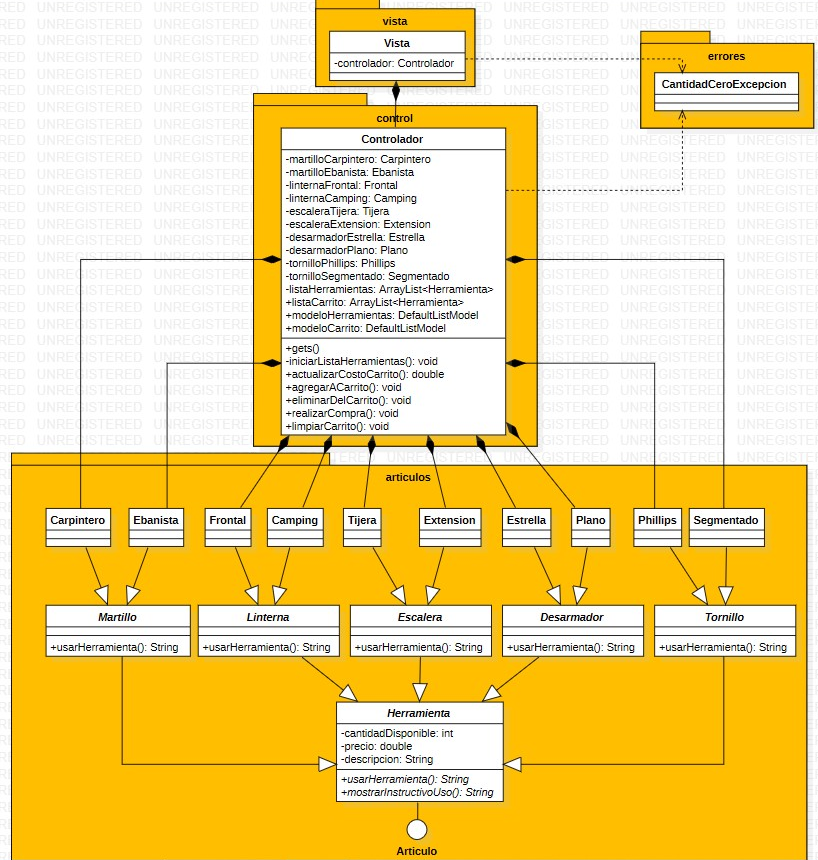 vista
Vista
-controlador: Controlador
errores
CantidadCeroExcepcion
control
Controlador
-martilloCarpintero: Carpintero
-martilloEbanista: Ebanista
-linternaFrontal: Frontal
-linternaCamping: Camping
-escaleraTijera: Tijera
-escaleraExtension: Extension
-desarmadorEstrella: Estrella
-desarmadorPlano: Plano
-tornilloPhillips: Phillips
-tornilloSegmentado: Segmentado
-listaHerramientas: ArrayList<Herramienta>
+listaCarrito: ArrayList<Herramienta>
+modeloHerramientas: DefaultListModel
+modeloCarrito: DefaultListModel
+gets()
-iniciarListaHerramientas(): void
+actualizarCostoCarrito(): double
+agregarACarrito(): void
+eliminarDelCarrito(): void
+realizarCompra(): void
+limpiarCarrito(): void
articulos
Carpintero
Ebanista
Frontal
Camping
Tijera
Extension
Estrella
Plano
Phillips
Segmentado
Martillo
+usarHerramienta(): String
Linterna
+usarHerramienta(): String
Escalera
+usarHerramienta(): String
Desarmador
+usarHerramienta(): String
Tornillo
+usarHerramienta(): String
Herramienta
-cantidadDisponible: int
-precio: double
-descripcion: String
+usarHerramienta(): String
+mostrarInstructivoUso(): String
Articulo
UNREGISTERED